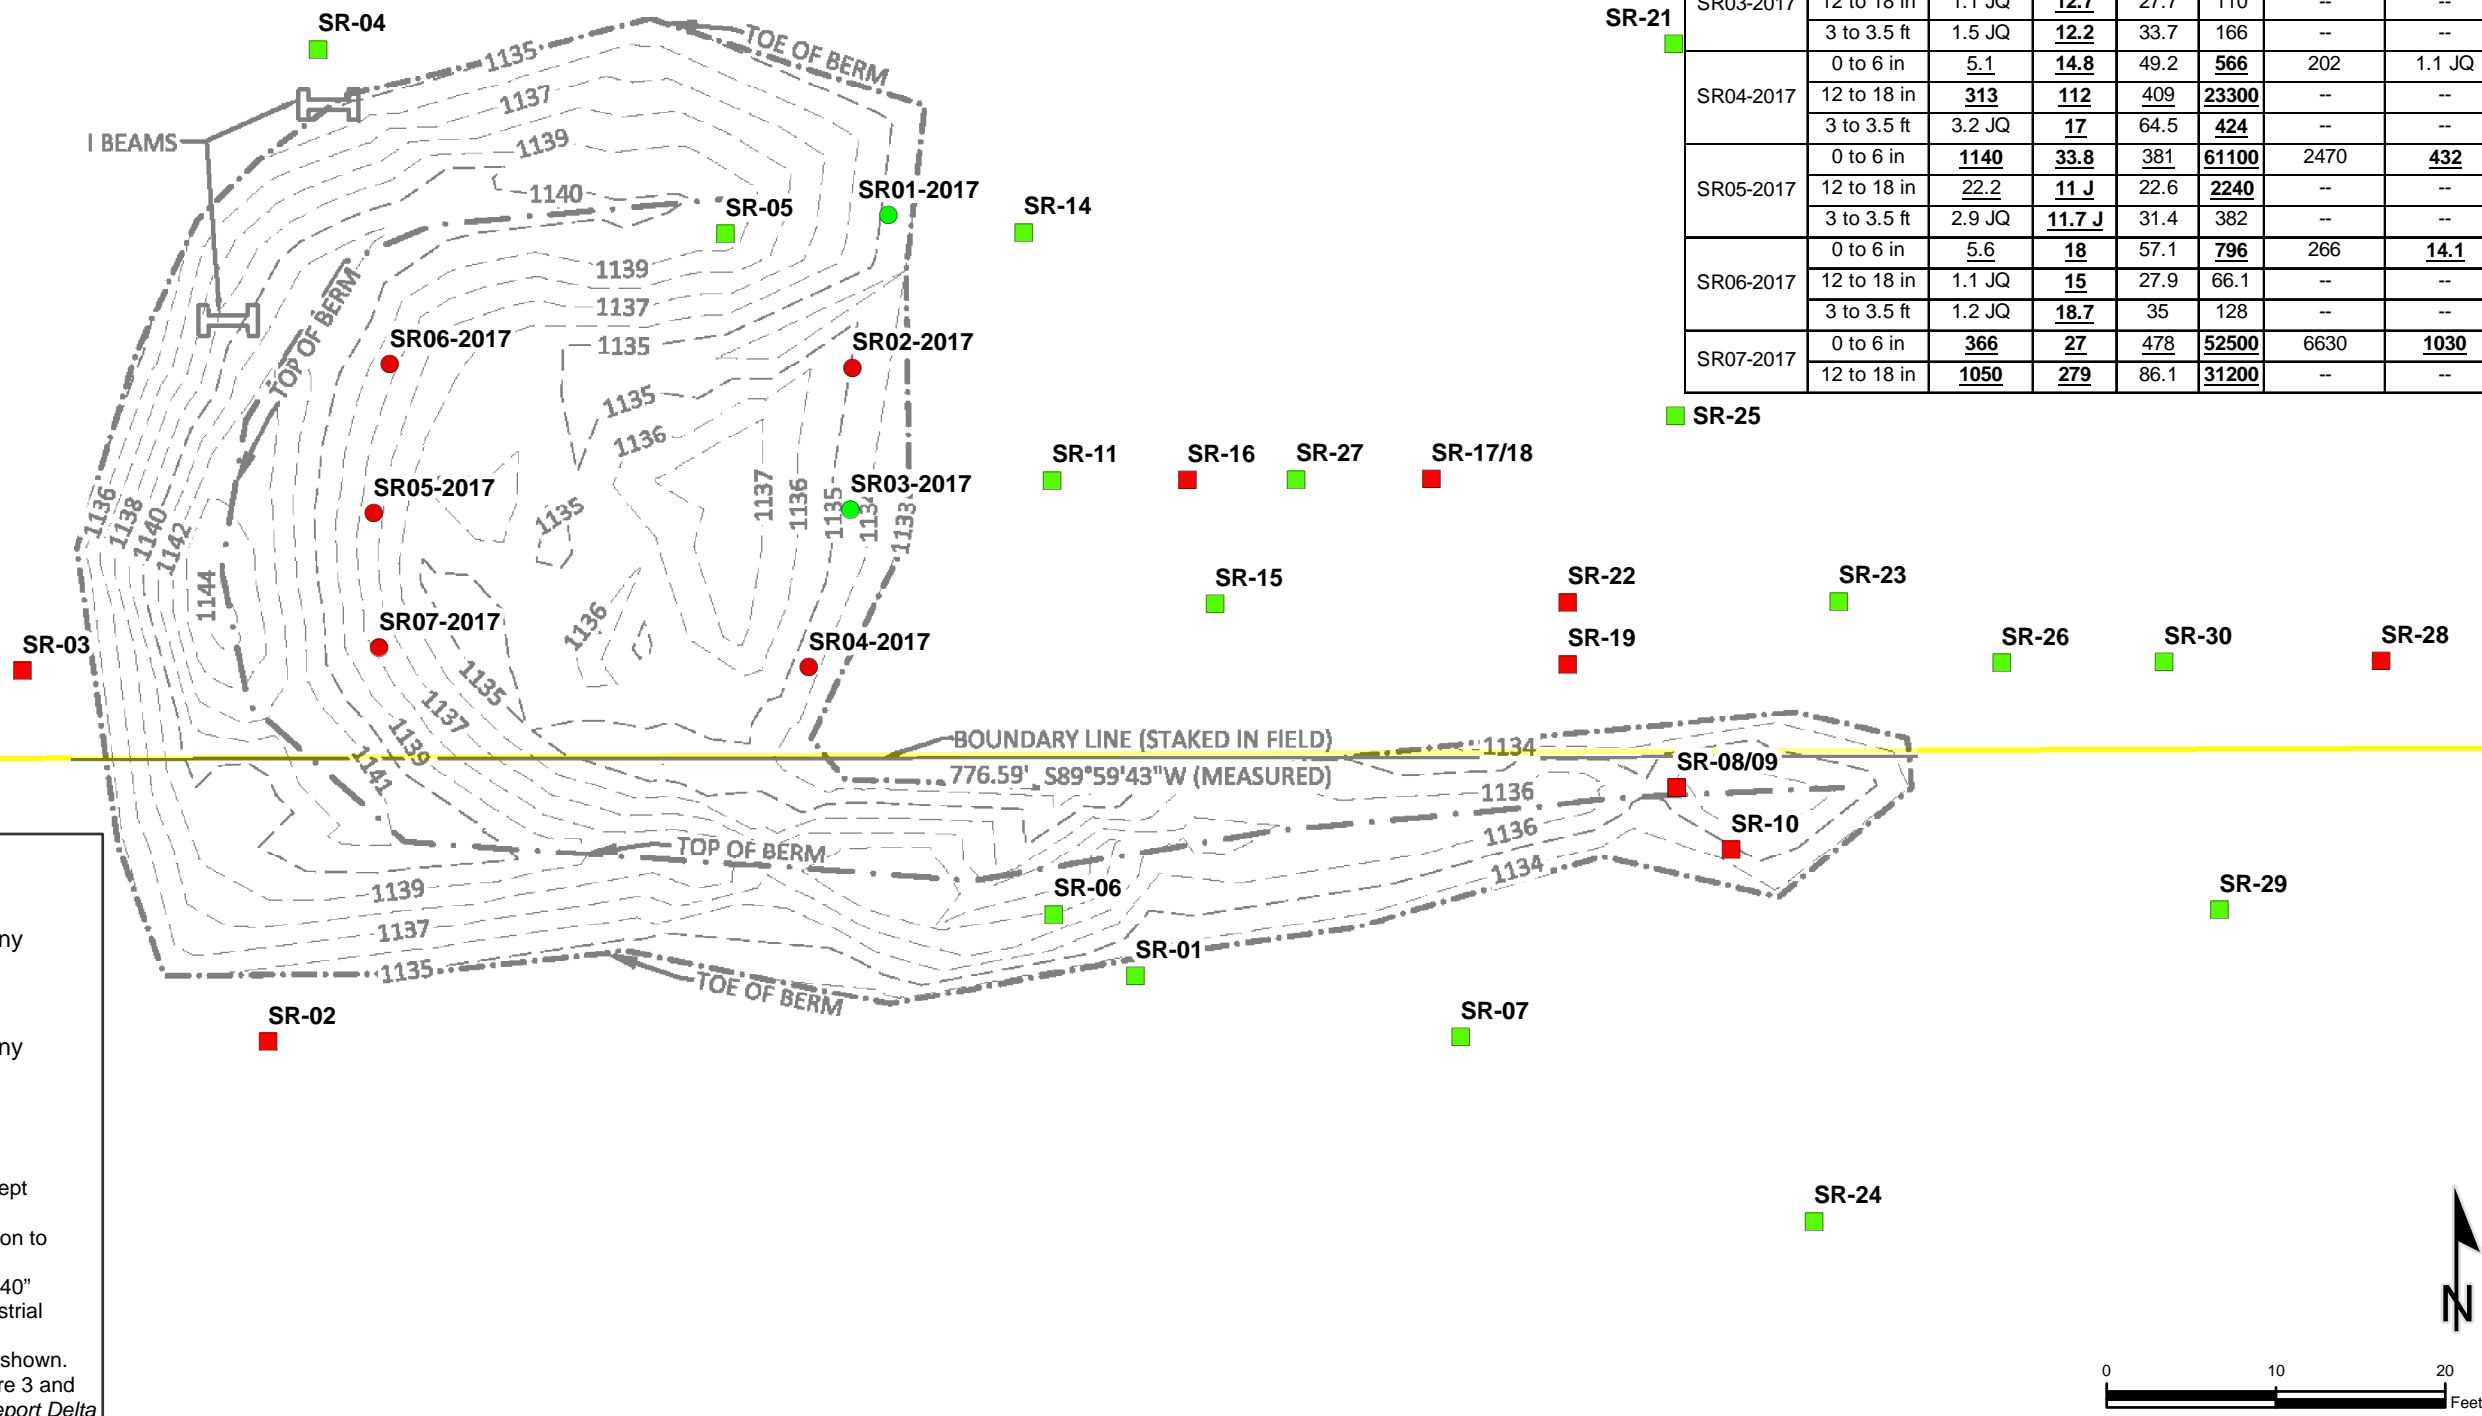 SR-04
1135
TOE OF BERM
SR-21
1137
I BEAMS
1139
1140
SR-05
SR01-2017
SR-14
1139
TOP OF BERM
1137
SR06-2017
1135
SR02-2017
1135
1136
SR-25
SR-11
SR-16
SR-27
SR-17/18
SR05-2017
SR03-2017
1136
1138
1140
1142
1144
1135
1137
1136
1135
1133
SR-15
SR-22
SR-23
SR07-2017
1136
SR04-2017
SR-03
SR-19
SR-26
SR-30
SR-28
1135
1137
1139
1141
BOUNDARY LINE (STAKED IN FIELD)
776.59' S89°59'43"W (MEASURED)
1134
SR-08/09
1136
SR-10
1136
1134
TOP OF BERM
1139
SR-06
SR-29
1137
1135
SR-01
TOE OF BERM
SR-02
SR-07
SR-24
SR03-2017 12 to 18 in 1.1 JQ 12.7 27.7 110 -- --
3 to 3.5 ft 1.5 JQ 12.2 33.7 166 -- --
SR04-2017 0 to 6 in 5.1 14.8 49.2 566 202 1.1 JQ
12 to 18 in 313 112 409 23300 -- --
3 to 3.5 ft 3.2 JQ 17 64.5 424 -- --
SR05-2017 0 to 6 in 1140 33.8 381 61100 2470 432
12 to 18 in 22.2 11 J 22.6 2240 -- --
3 to 3.5 ft 2.9 JQ 11.7 J 31.4 382 -- --
SR06-2017 0 to 6 in 5.6 18 57.1 796 266 14.1
12 to 18 in 1.1 JQ 15 27.9 66.1 -- --
3 to 3.5 ft 1.2 JQ 18.7 35 128 -- --
SR07-2017 0 to 6 in 366 27 478 52500 6630 1030
12 to 18 in 1050 279 86.1 31200 -- --
ny
ny
ept
on to
40”
strial
shown.
re 3 and
eport Delta
N
0 10 20
Feet